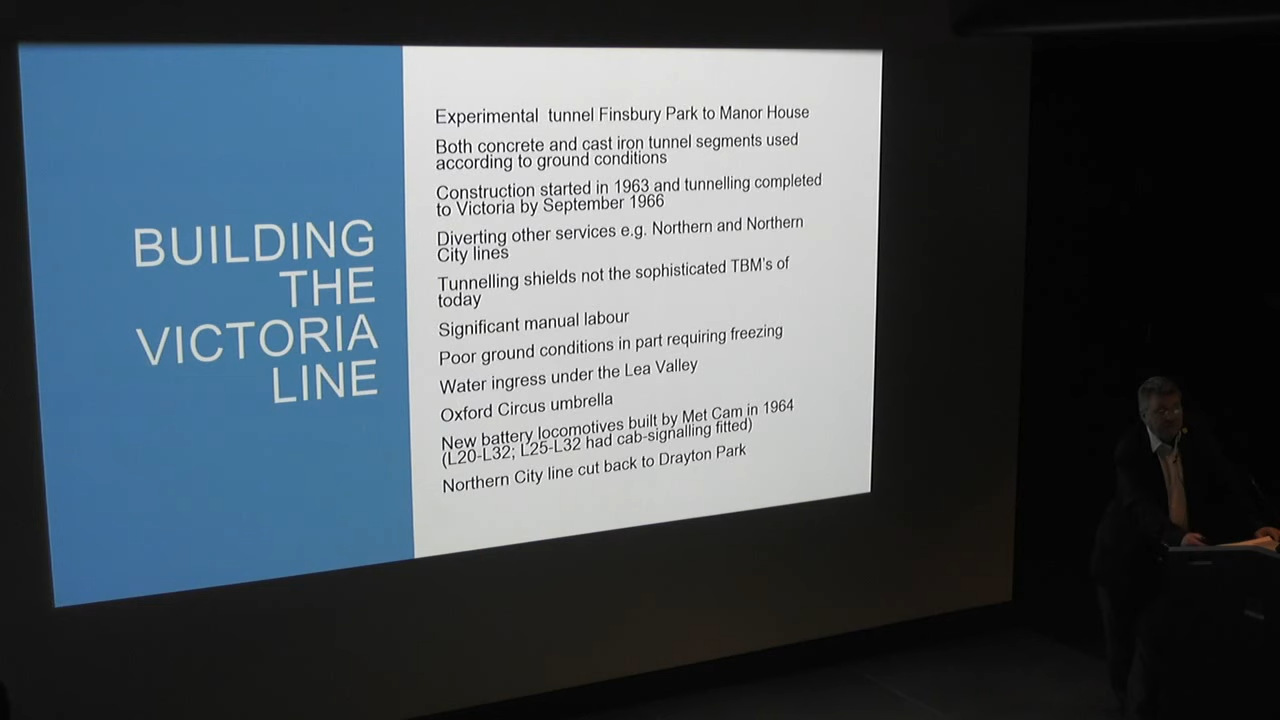 BUILDING
THE
VICTORIA
LINE
Experimental tunnel Finsbury Park to Manor House
Both concrete and cast iron tunnel segments used
according to ground conditions
Construction started in 1963 and tunnelling completed
to Victoria by September 1966
Diverting other services e.g. Northern and Northern
City lines
Tunnelling shields not the sophisticated TBM's of
today
Significant manual labour
Poor ground conditions in part requiring freezing
Water ingress under the Lea Valley
Oxford Circus umbrella
New battery locomotives built by Met Cam in 1964
(L20-L32; L25-L32 had cab-signalling fitted)
Northern City line cut back to Drayton Park